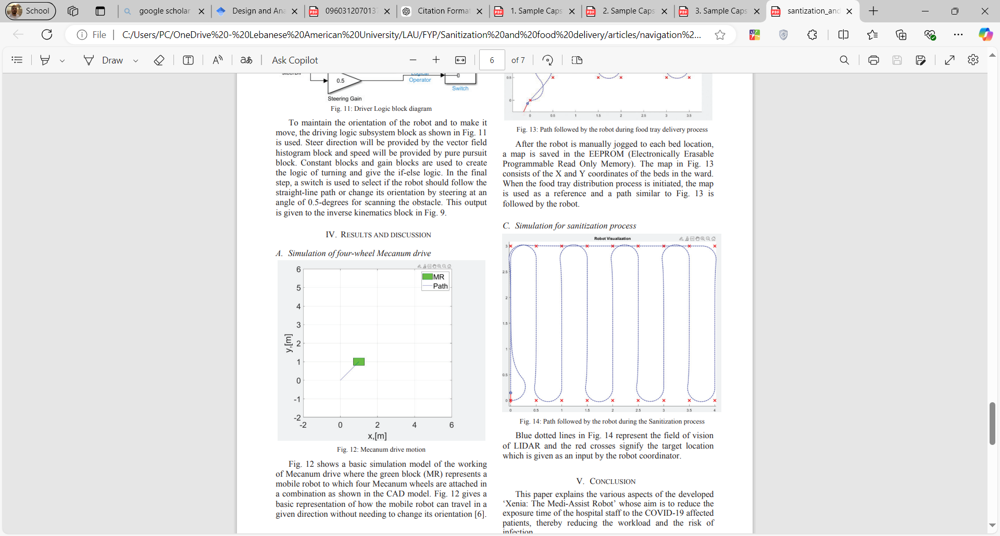 School
google scholar
Design and Ana
0960312070137
Citation Format
1. Sample Caps
2. Sample Caps
3. Sample Caps
santization_and
File
C:/Users/PC/OneDrive%20-%20Lebanese%20American%20University/LAU/FYP/Sanitization%20and%20food%20delivery/articles/navigation%2...
Draw
Ask Copilot
6
of 7
0.5
Operator
Switch
Steering Gain
Fig. 11: Driver Logic block diagram
To maintain the orientation of the robot and to make it
move, the driving logic subsystem block as shown in Fig. 11
is used. Steer direction will be provided by the vector field
histogram block and speed will be provided by pure pursuit
block. Constant blocks and gain blocks are used to create
the logic of turning and give the if-else logic. In the final
step, a switch is used to select if the robot should follow the
straight-line path or change its orientation by steering at an
angle of 0.5-degrees for scanning the obstacle. This output
is given to the inverse kinematics block in Fig. 9.
IV. RESULTS AND DISCUSSION
A. Simulation of four-wheel Mecanum drive
6
5
4
3
2
1
0
-1
-2
y,[m]
MR
Path
-2 0 2 4 6
x,[m]
Fig. 12: Mecanum drive motion
Fig. 12 shows a basic simulation model of the working
of Mecanum drive where the green block (MR) represents a
mobile robot to which four Mecanum wheels are attached in
a combination as shown in the CAD model. Fig. 12 gives a
basic representation of how the mobile robot can travel in a
given direction without needing to change its orientation [6].
0.5
0
0 0.5 1 1.5 2 2.5 3 3.5
Fig. 13: Path followed by the robot during food tray delivery process
After the robot is manually jogged to each bed location,
a map is saved in the EEPROM (Electronically Erasable
Programmable Read Only Memory). The map in Fig. 13
consists of the X and Y coordinates of the beds in the ward.
When the food tray distribution process is initiated, the map
is used as a reference and a path similar to Fig. 13 is
followed by the robot.
C. Simulation for sanitization process
Robot Visualization
3
2.5
2
1.5
1
0.5
0
0 0.5 1 1.5 2 2.5 3 3.5 4
Fig. 14: Path followed by the robot during the Sanitization process
Blue dotted lines in Fig. 14 represent the field of vision
of LIDAR and the red crosses signify the target location
which is given as an input by the robot coordinator.
V. CONCLUSION
This paper explains the various aspects of the developed
‘Xenia: The Medi-Assist Robot’ whose aim is to reduce the
exposure time of the hospital staff to the COVID-19 affected
patients, thereby reducing the workload and the risk of
infection